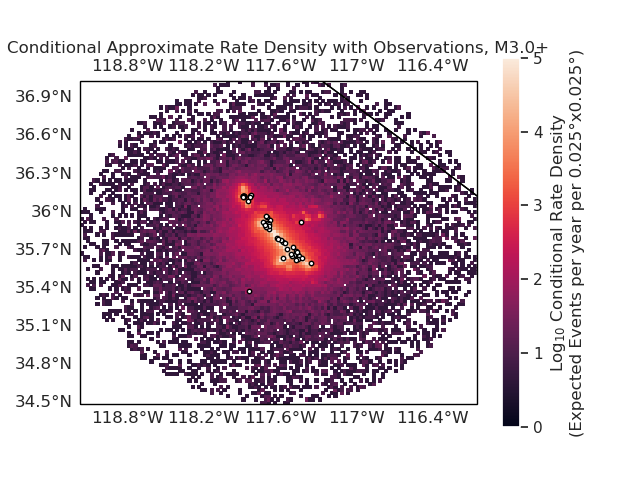 Conditional Approximate Rate Density with Observations, M3.0+
118.8°W 118.2°W 117.6°W 117°W 116.4°W
36.9°N
36.6°N
36.3°N
36°N
35.7°N
35.4°N
35.1°N
34.8°N
34.5°N
118.8°W 118.2°W 117.6°W 117°W 116.4°W
5
4
3
2
1
0
Log₁₀ Conditional Rate Density
(Expected Events per year per 0.025°x0.025°)